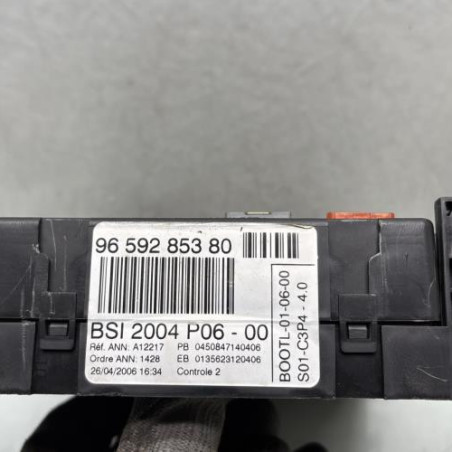 96 592 853 80
BSI 2004 P06 - 00
Réf. ANN: A12217 PB 0450847140406
Ordre ANN: 1428 EB 0135623120406
26/04/2006 16:34 Controle 2
BOOTL-01-06-00
S01-C3P4 - 4.0